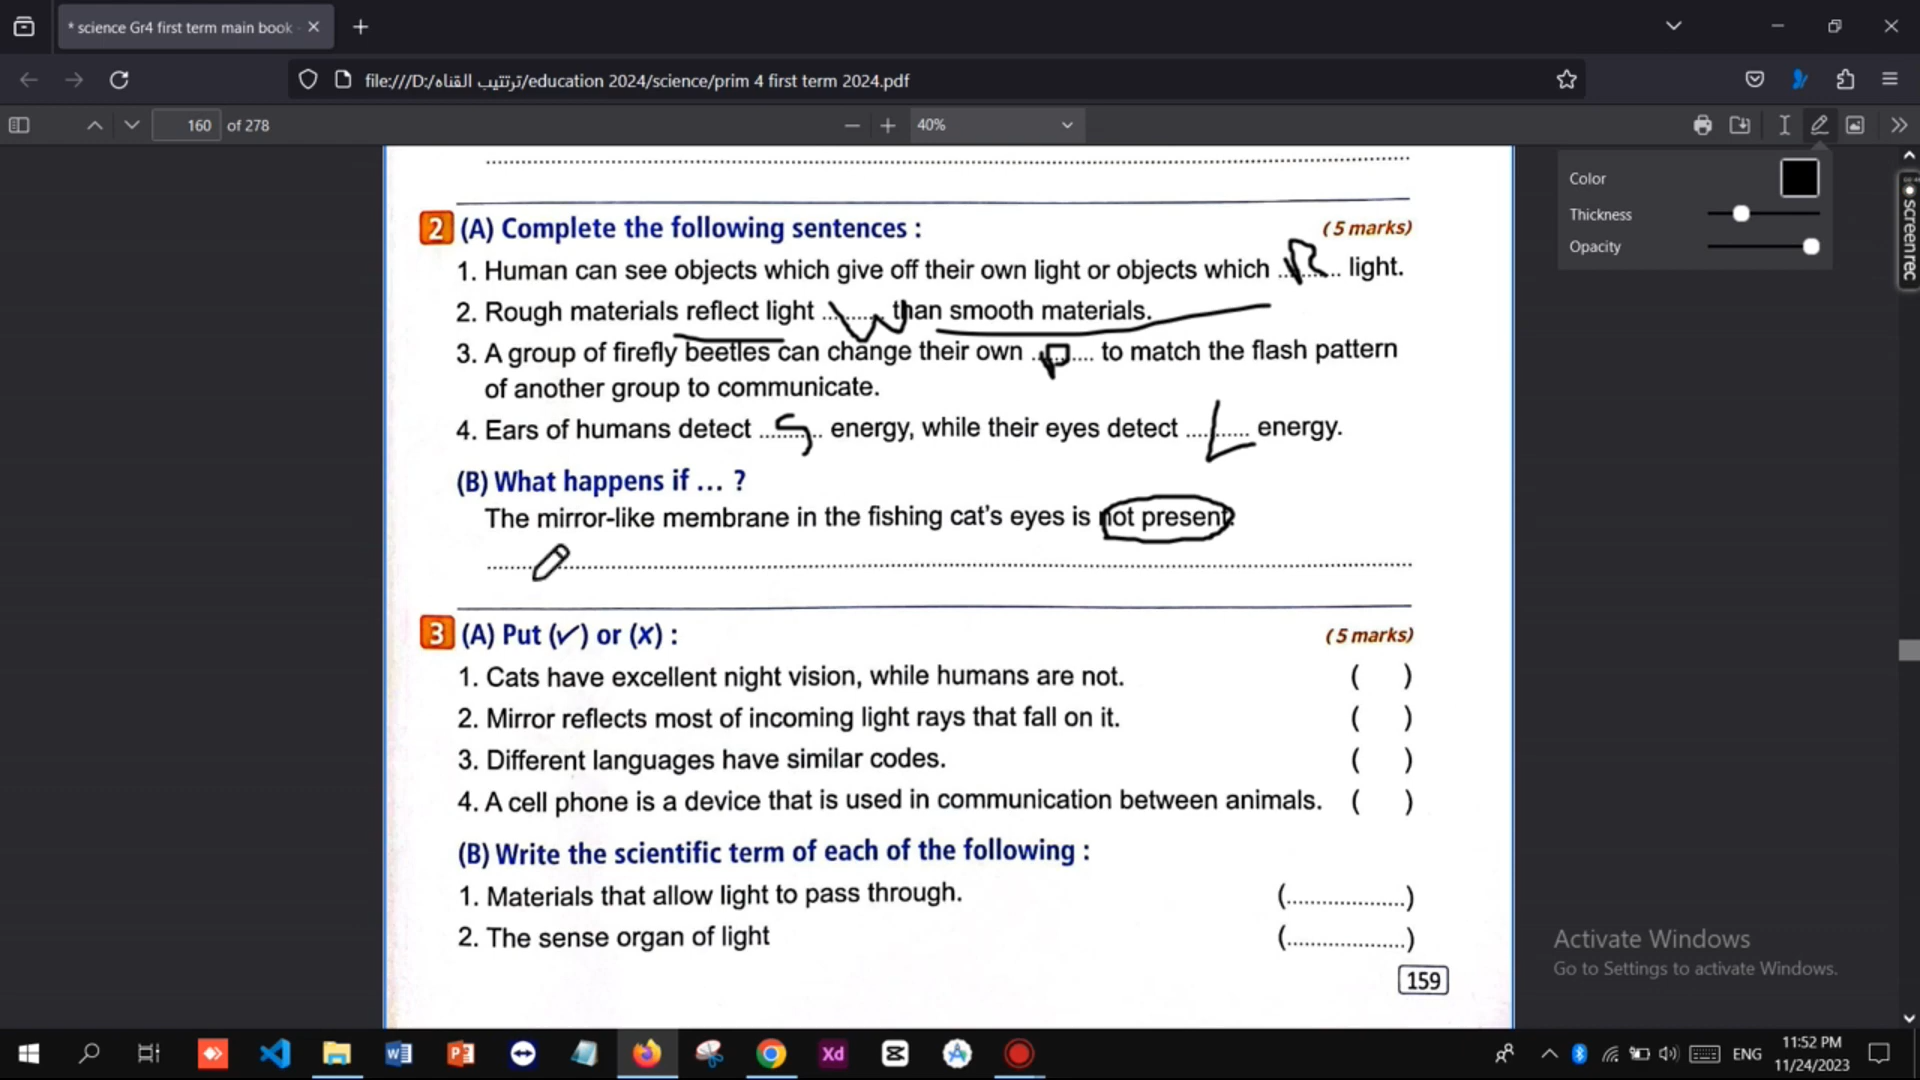 * science Gr4 first term main book -
file:///D:/ترتتيب القناه/education 2024/science/prim 4 first term 2024.pdf
160 of 278
40%
Color
Thickness
Opacity
screenrec
2 (A) Complete the following sentences : (5 marks)
1. Human can see objects which give off their own light or objects which ....R.... light.
2. Rough materials reflect light ....W.... than smooth materials.
3. A group of firefly beetles can change their own ....P.... to match the flash pattern
of another group to communicate.
4. Ears of humans detect ....S.... energy, while their eyes detect ....L.... energy.
(B) What happens if ... ?
The mirror-like membrane in the fishing cat's eyes is not present.
3 (A) Put (✓) or (x) : (5 marks)
1. Cats have excellent night vision, while humans are not. ( )
2. Mirror reflects most of incoming light rays that fall on it. ( )
3. Different languages have similar codes. ( )
4. A cell phone is a device that is used in communication between animals. ( )
(B) Write the scientific term of each of the following :
1. Materials that allow light to pass through. (....................)
2. The sense organ of light (....................)
159
Activate Windows
Go to Settings to activate Windows.
Xd
ENG
11:52 PM
11/24/2023